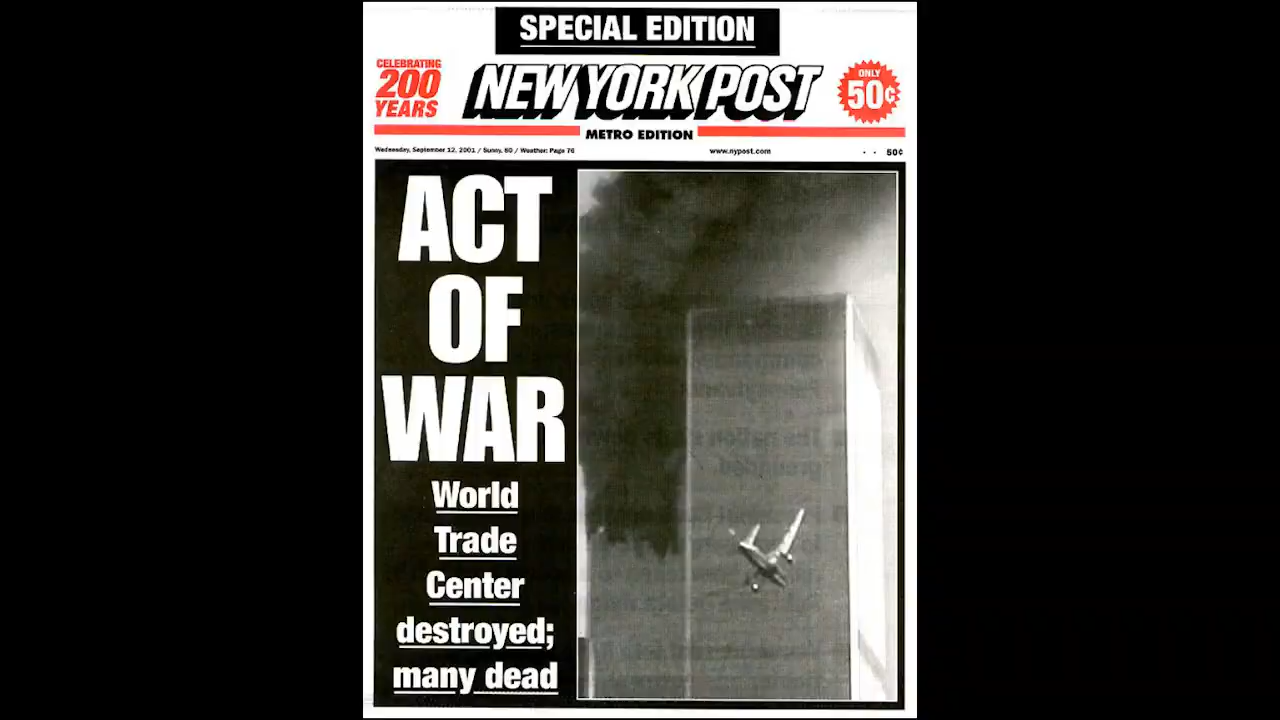 SPECIAL EDITION
CELEBRATING
200
YEARS
NEW YORK POST
ONLY
50¢
METRO EDITION
Wednesday, September 12, 2001 / Sunny, 80 / Weather: Page 76
www.nypost.com
50¢
ACT
OF
WAR
World
Trade
Center
destroyed;
many dead